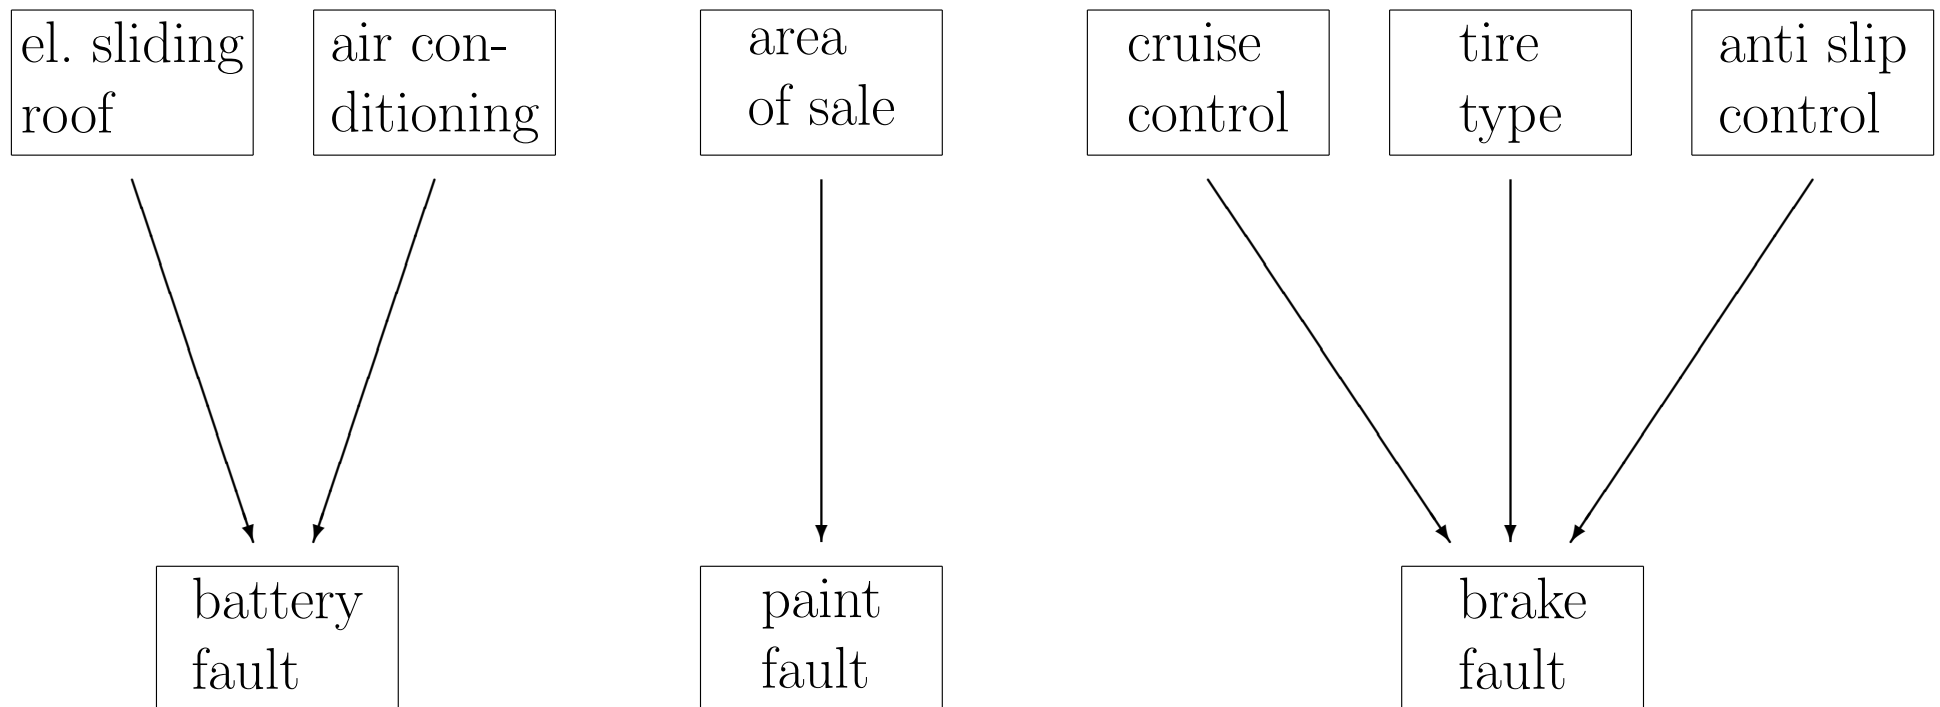 el. sliding
roof
air con-
ditioning
area
of sale
cruise
control
tire
type
anti slip
control
battery
fault
paint
fault
brake
fault